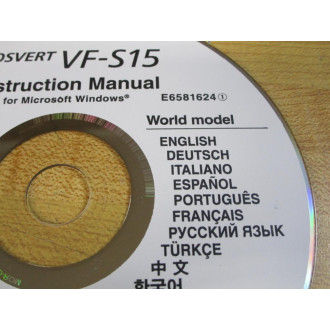 OSVERT VF-S15
struction Manual
for Microsoft Windows® E6581624①
World model
ENGLISH
DEUTSCH
ITALIANO
ESPAÑOL
PORTUGUÊS
FRANÇAIS
РУССКИЙ ЯЗЫК
TÜRKÇE
中文
한국어